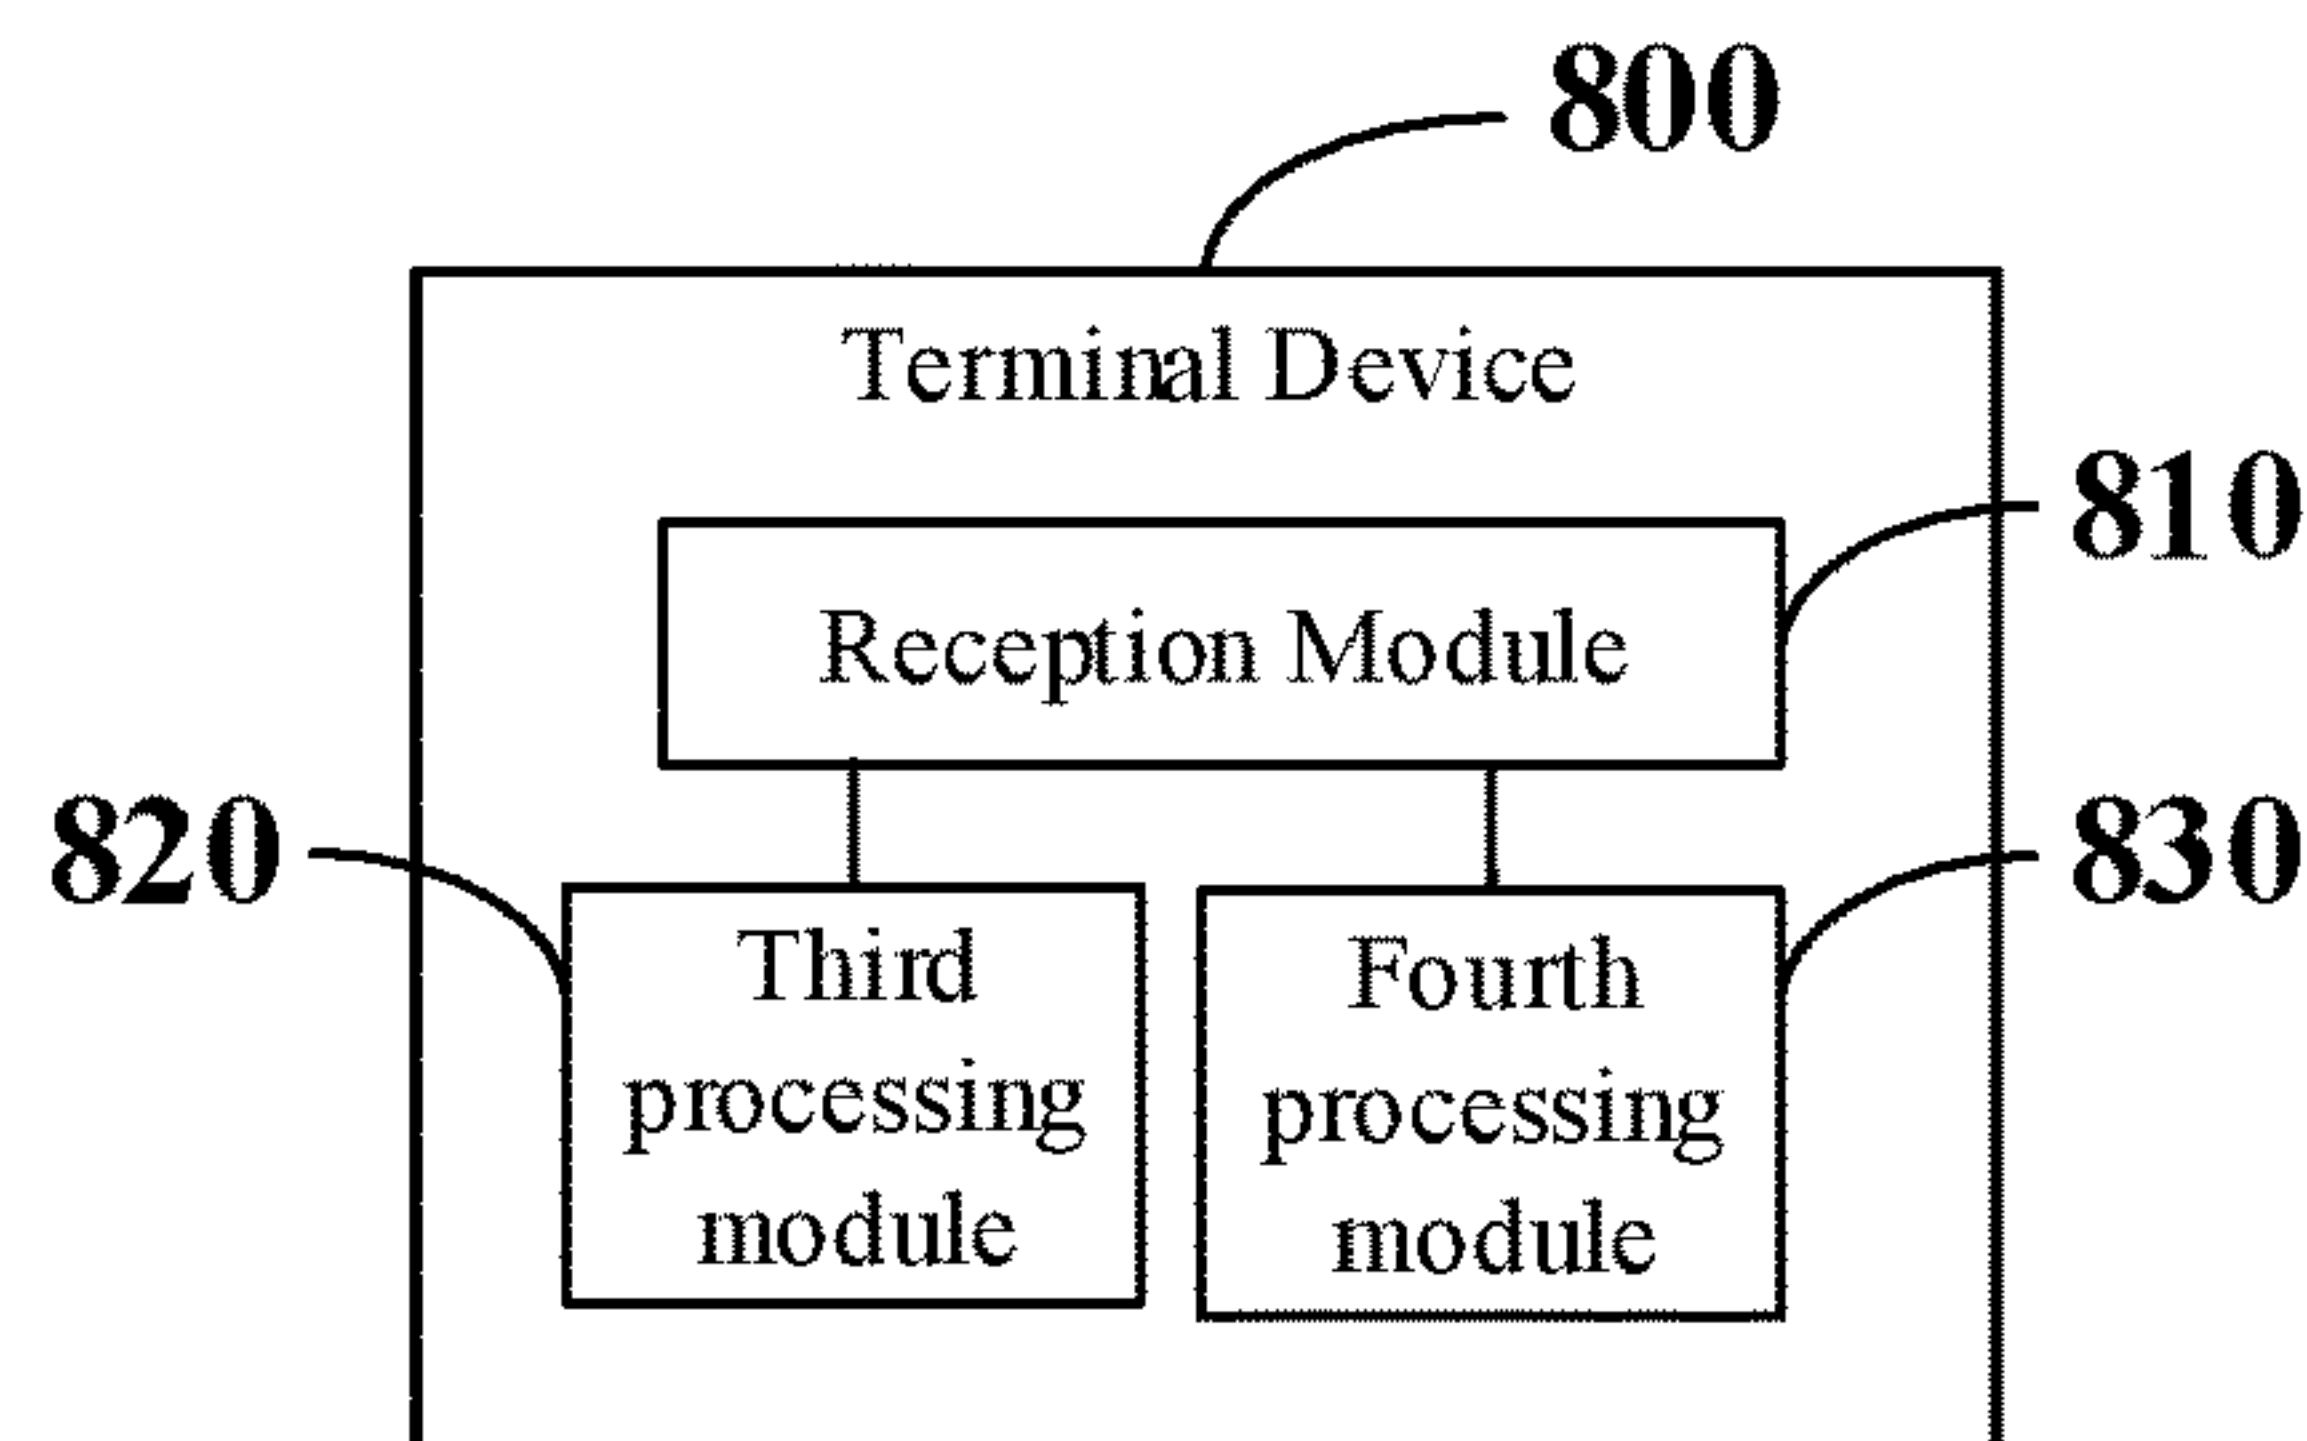 800
Terminal Device
810
Reception Module
820
830
Third
processing
module
Fourth
processing
module